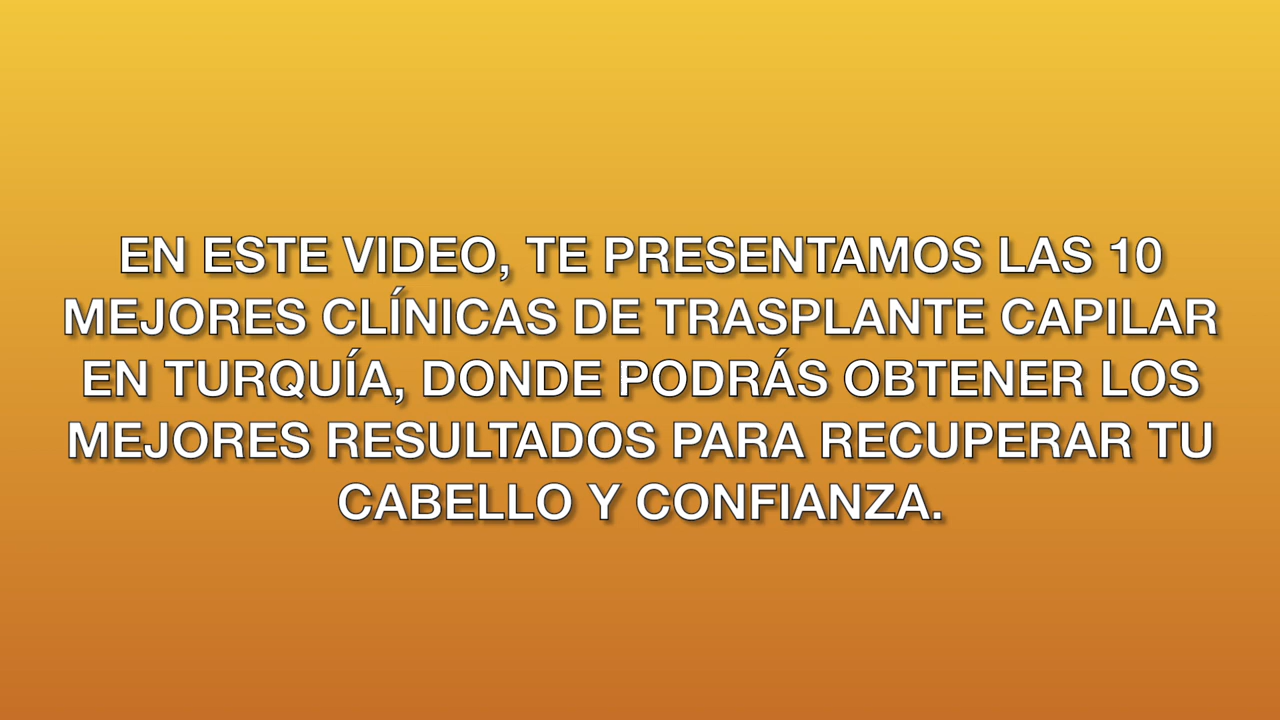 EN ESTE VIDEO, TE PRESENTAMOS LAS 10
MEJORES CLÍNICAS DE TRASPLANTE CAPILAR
EN TURQUÍA, DONDE PODRÁS OBTENER LOS
MEJORES RESULTADOS PARA RECUPERAR TU
CABELLO Y CONFIANZA.